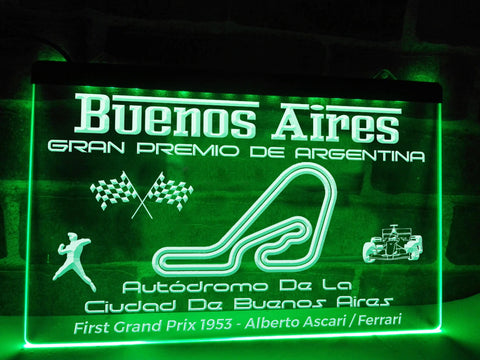 Buenos Aires
GRAN PREMIO DE ARGENTINA
Autódromo De La
Ciudad De Buenos Aires
First Grand Prix 1953 - Alberto Ascari / Ferrari